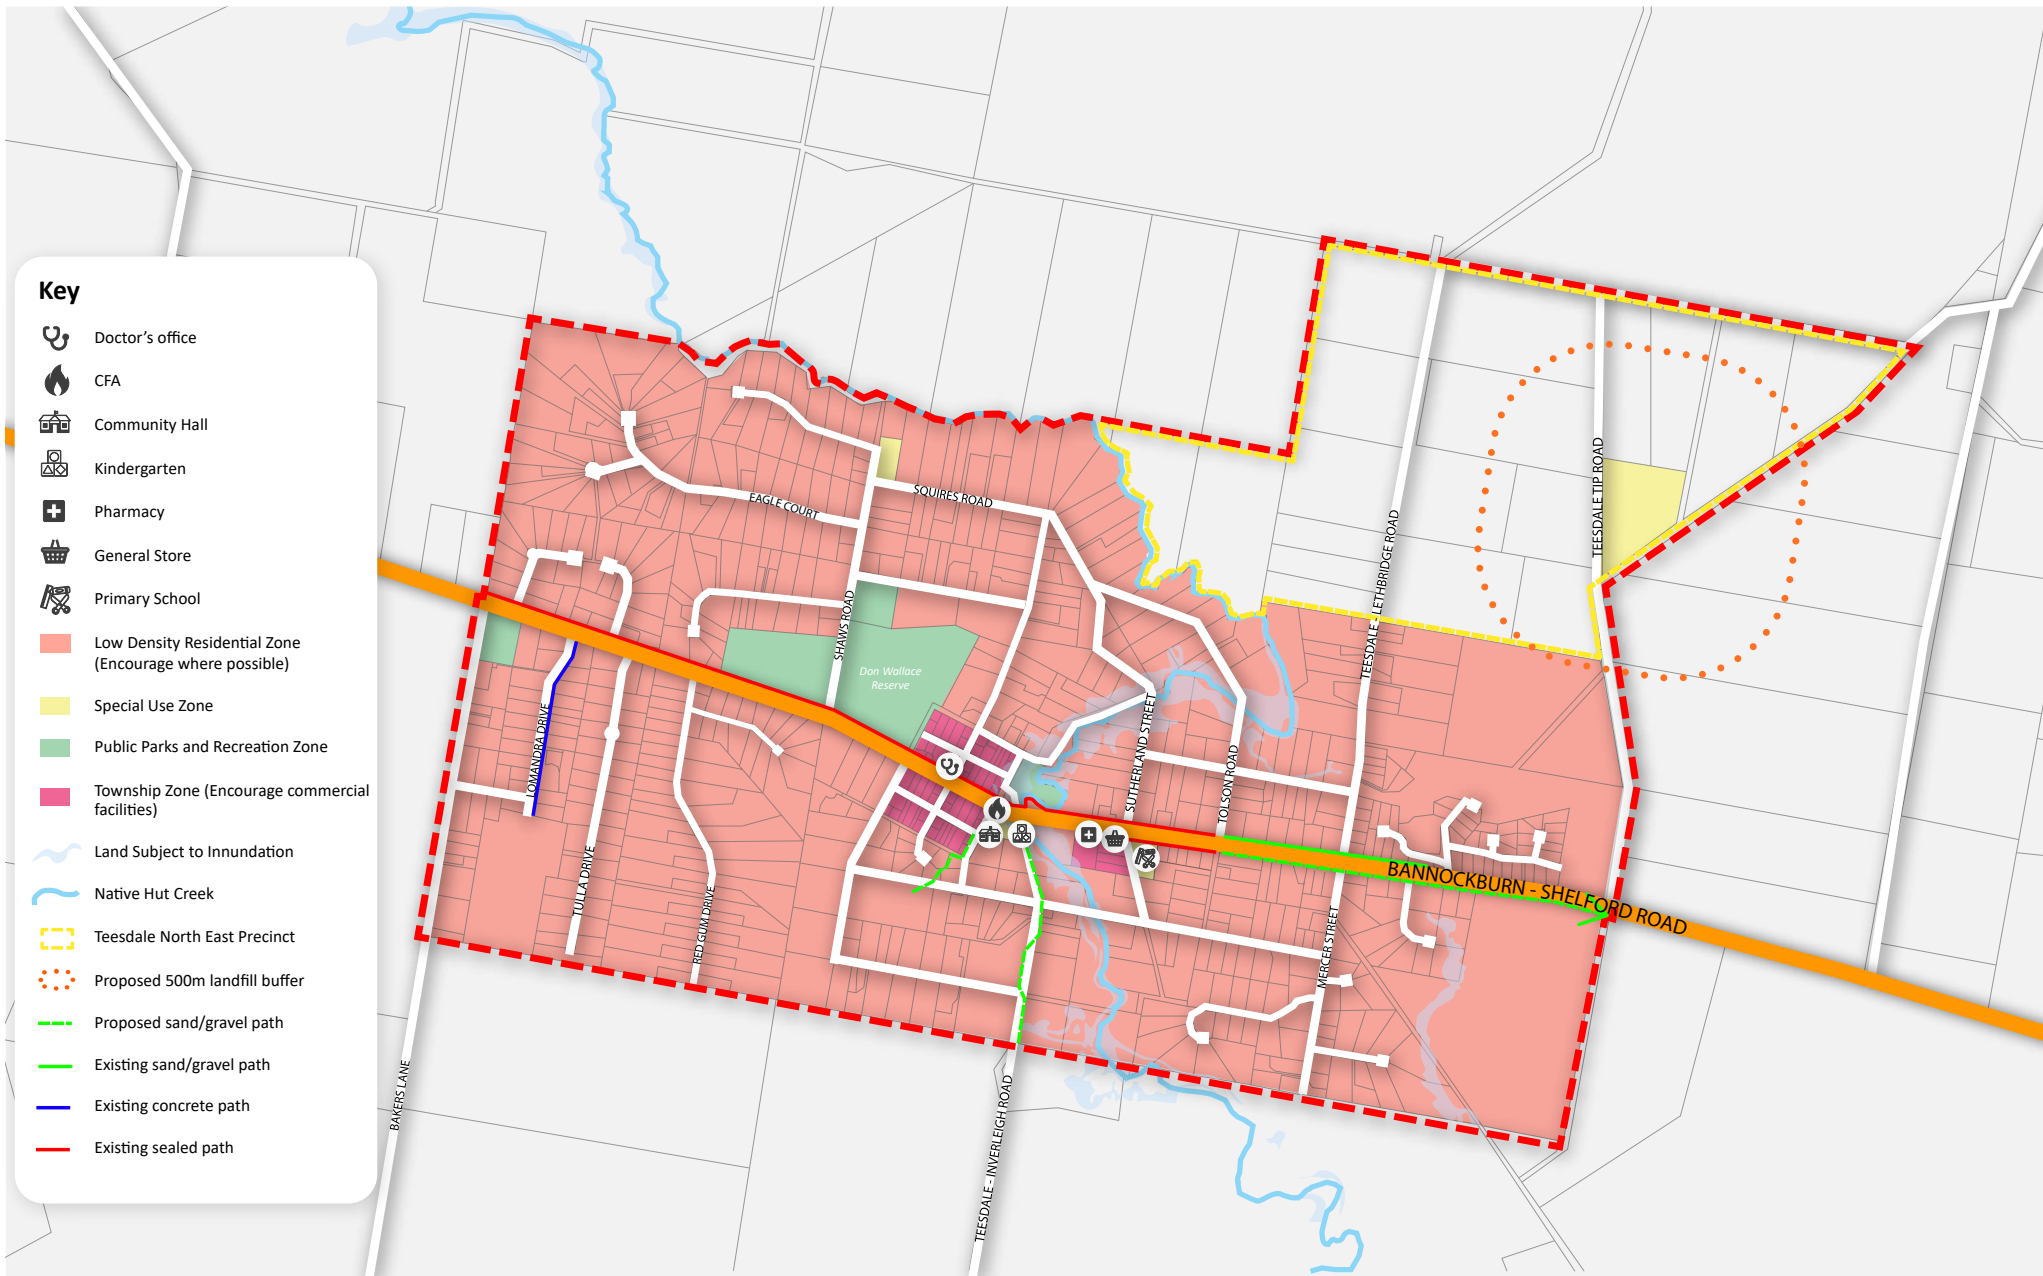 Key
Doctor's office
CFA
Community Hall
Kindergarten
Pharmacy
General Store
Primary School
Low Density Residential Zone
(Encourage where possible)
Special Use Zone
Public Parks and Recreation Zone
Township Zone (Encourage commercial
facilities)
Land Subject to Innundation
Native Hut Creek
Teesdale North East Precinct
Proposed 500m landfill buffer
Proposed sand/gravel path
Existing sand/gravel path
Existing concrete path
Existing sealed path
EAGLE COURT
SQUIRES ROAD
SHAWS ROAD
Don Wallace
Reserve
LOMANDRA DRIVE
TULLA DRIVE
RED GUM DRIVE
BAKERS LANE
SUTHERLAND STREET
TOLSON ROAD
TEESDALE - LETHBRIDGE ROAD
TEESDALE TIP ROAD
MERCER STREET
BANNOCKBURN - SHELFORD ROAD
TEESDALE - INVERLEIGH ROAD